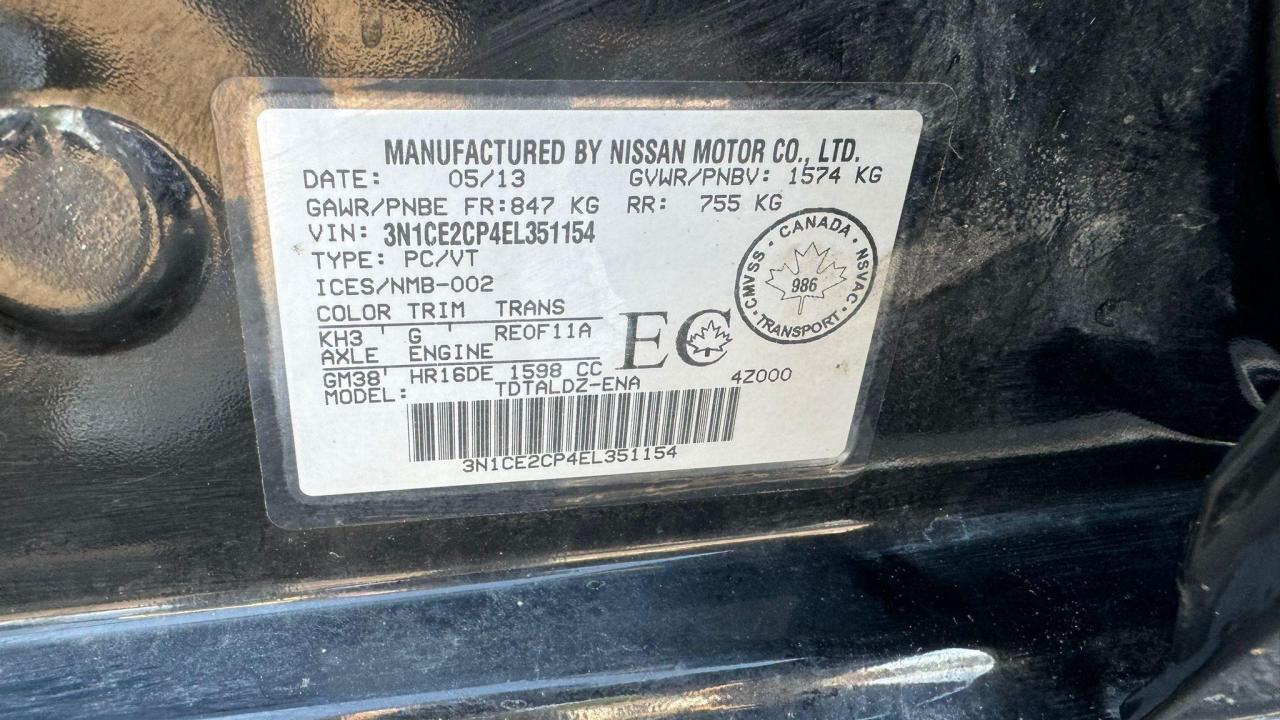 MANUFACTURED BY NISSAN MOTOR CO., LTD.
DATE: 05/13 GVWR/PNBV: 1574 KG
GAWR/PNBE FR:847 KG RR: 755 KG
VIN: 3N1CE2CP4EL351154
TYPE: PC/VT
ICES/NMB-002
COLOR TRIM TRANS
KH3 ' G ' RE0F11A
AXLE ENGINE
GM38' HR16DE 1598 CC
MODEL: TDTALDZ-ENA 4Z000
3N1CE2CP4EL351154
EC
CANADA · NSVAC · TRANSPORT · CMVSS ·
986